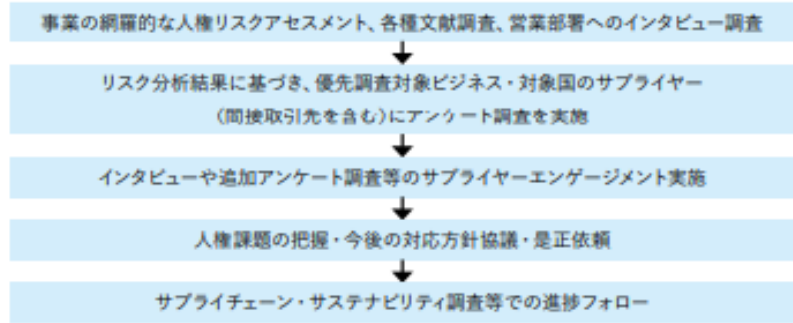 事業の網羅的な人権リスクアセスメント、各種文献調査、営業部署へのインタビュー調査
リスク分析結果に基づき、優先調査対象ビジネス・対象国のサプライヤー
（間接取引先を含む）にアンケート調査を実施
インタビューや追加アンケート調査等のサプライヤーエンゲージメント実施
人権課題の把握・今後の対応方針協議・是正依頼
サプライチェーン・サステナビリティ調査等での進捗フォロー